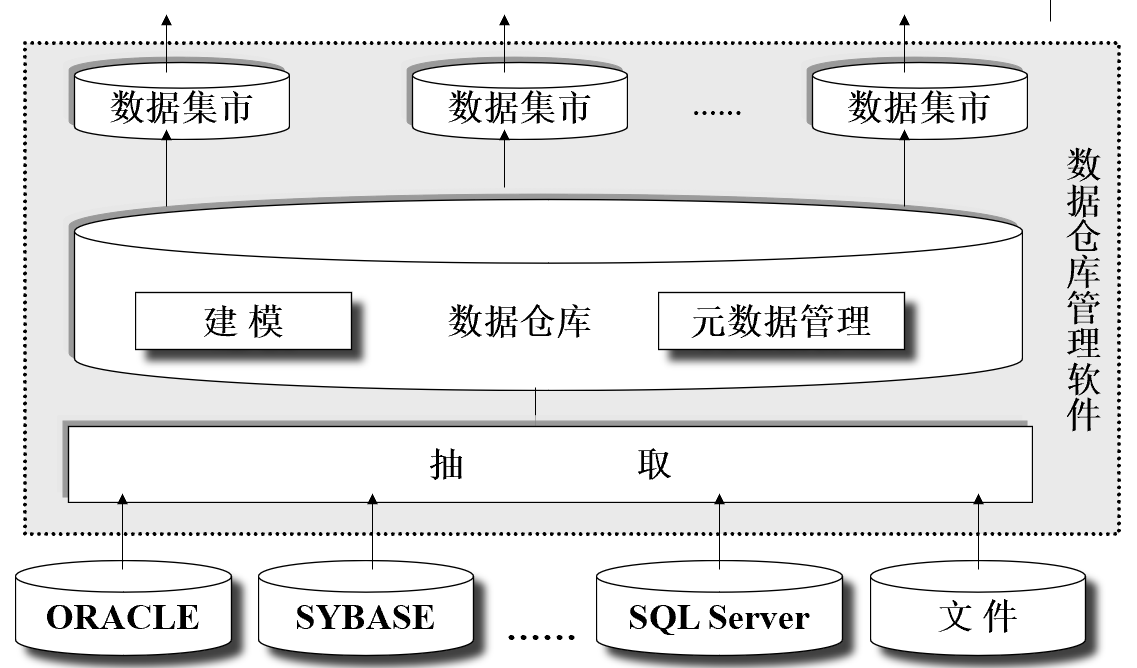 数据集市
数据集市
……
数据集市
数据仓库管理软件
建 模
数据仓库
元数据管理
抽 取
ORACLE
SYBASE
……
SQL Server
文 件